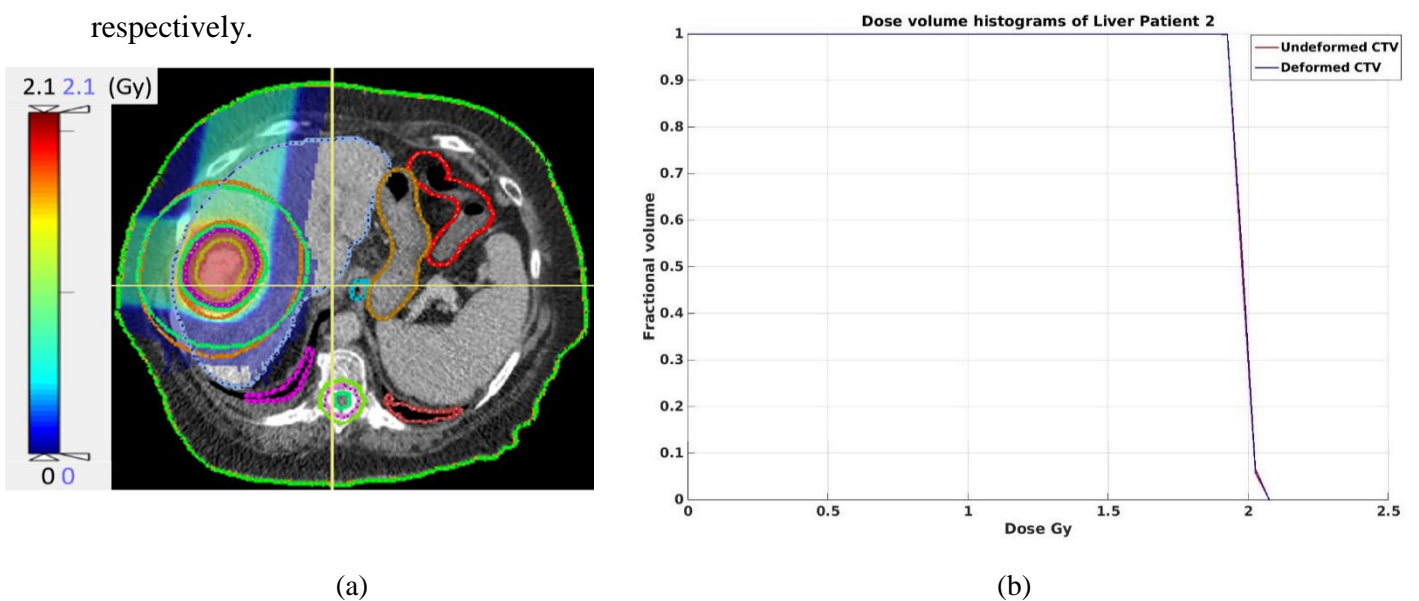 respectively.
2.1 2.1 (Gy)
0 0
Dose volume histograms of Liver Patient 2
Undeformed CTV
Deformed CTV
1
0.9
0.8
0.7
0.6
0.5
0.4
0.3
0.2
0.1
0
Fractional volume
0 0.5 1 1.5 2 2.5
Dose Gy
(a) (b)